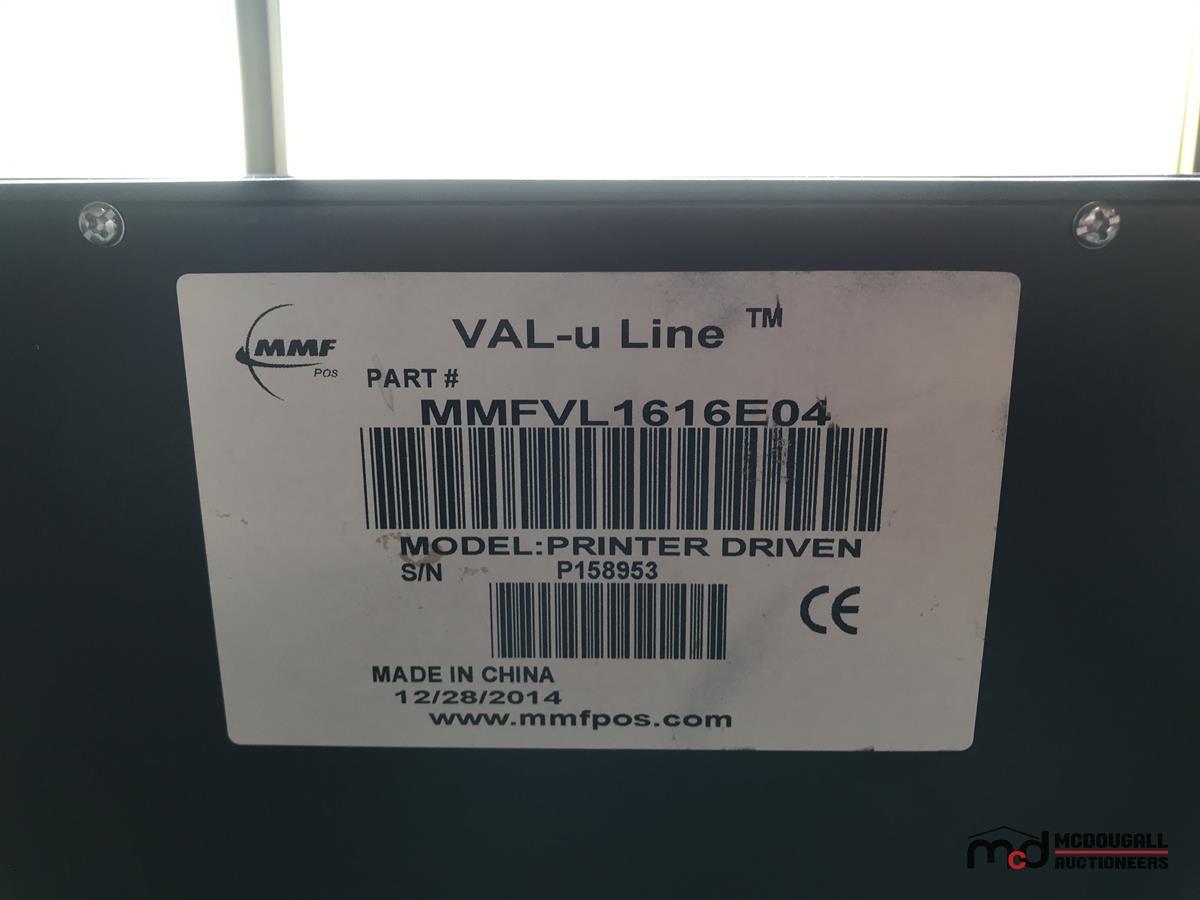 VAL-u Line ™
MMF
POS
PART #
MMFVL1616E04
MODEL:PRINTER DRIVEN
S/N P158953
CE
MADE IN CHINA
12/28/2014
www.mmfpos.com
mcd MCDOUGALL
AUCTIONEERS